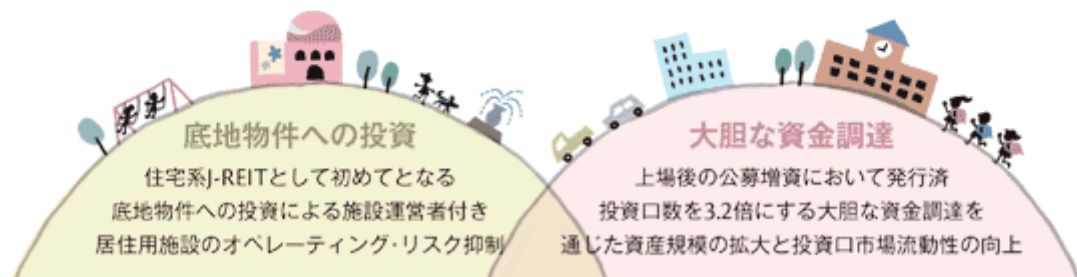 底地物件への投資
住宅系J-REITとして初めてとなる
底地物件への投資による施設運営者付き
居住用施設のオペレーティング･リスク抑制
大胆な資金調達
上場後の公募増資において発行済
投資口数を3.2倍にする大胆な資金調達を
通じた資産規模の拡大と投資口市場流動性の向上